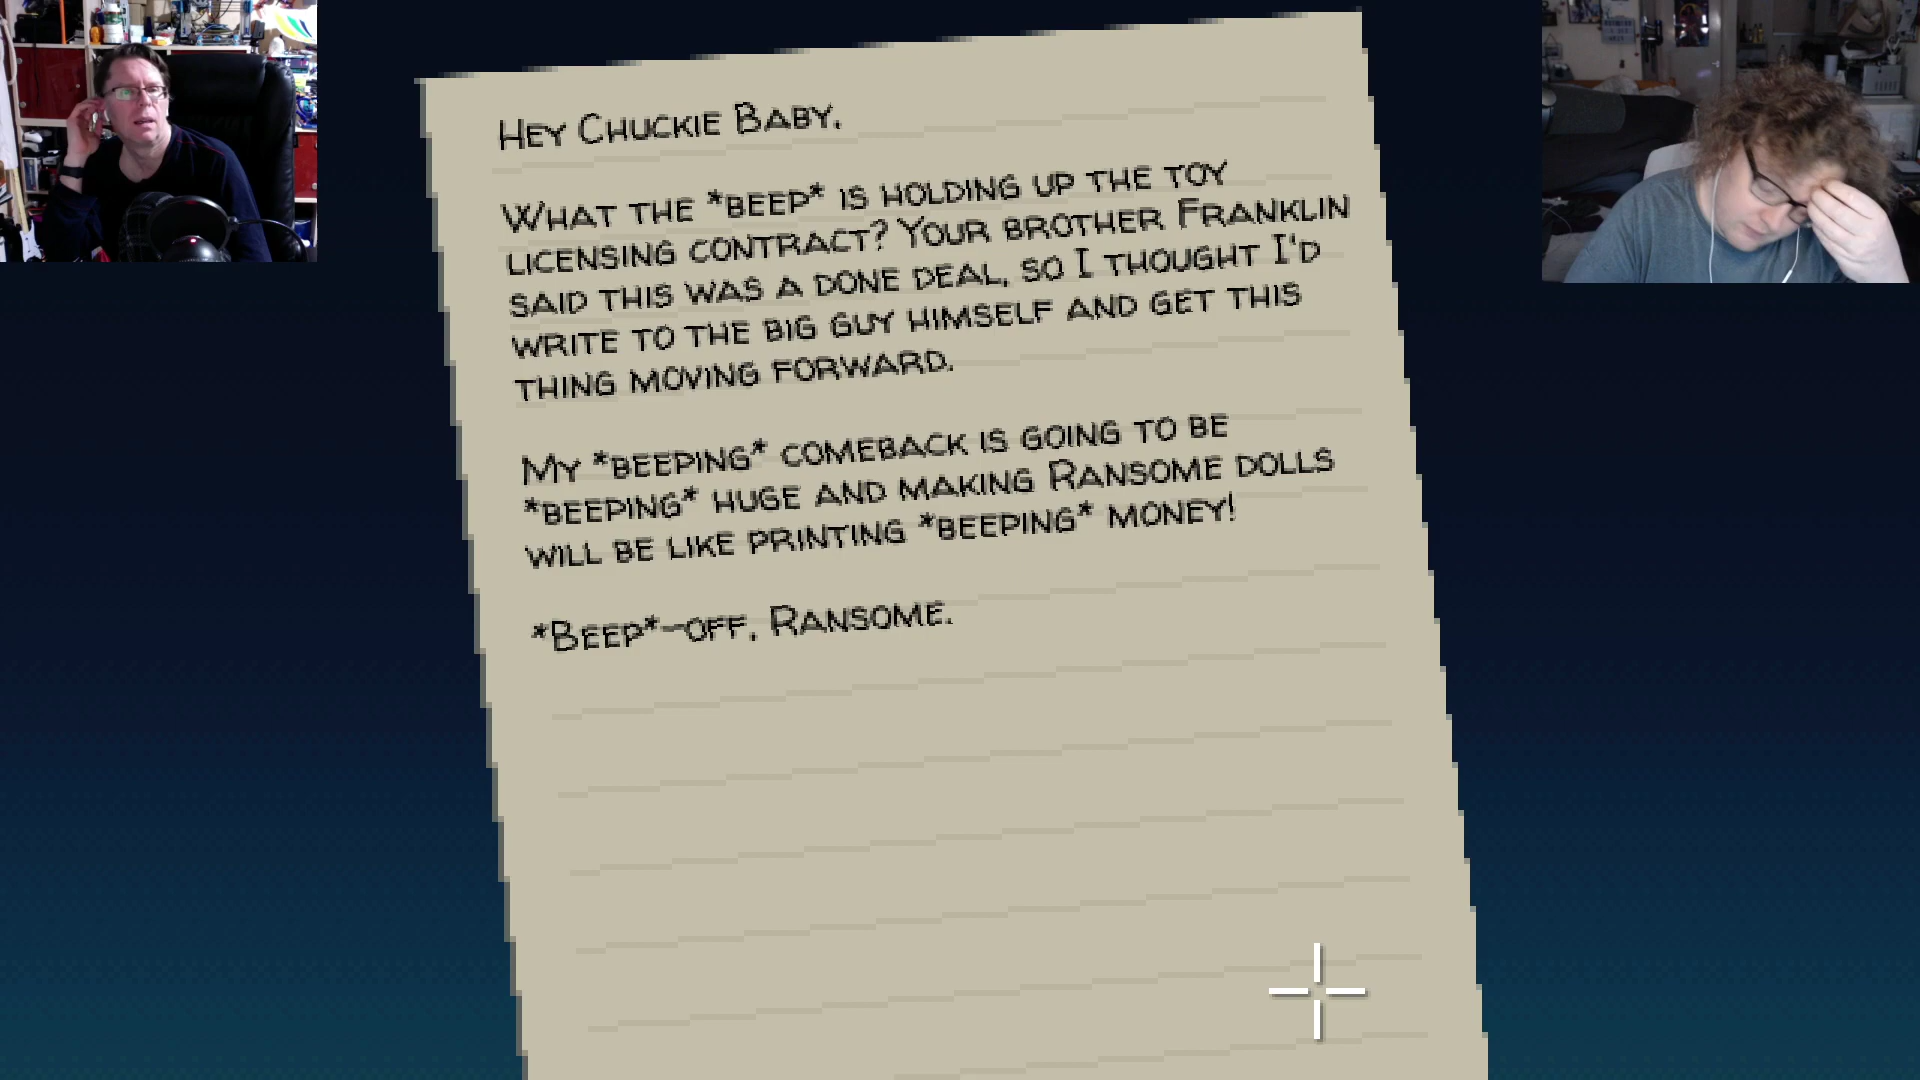 Hey Chuckie Baby,
What the *beep* is holding up the toy
licensing contract? Your brother Franklin
said this was a done deal, so I thought I'd
write to the big guy himself and get this
thing moving forward.
My *beeping* comeback is going to be
*beeping* huge and making Ransome dolls
will be like printing *beeping* money!
*Beep*-off, Ransome.